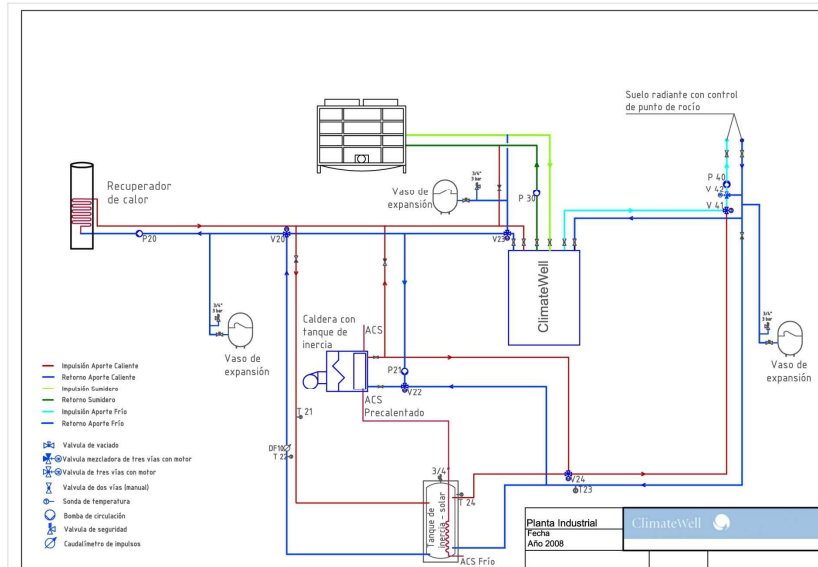 Suelo radiante con control
de punto de rocío
Recuperador
de calor
Vaso de
expansión
3/4"
3 bar
P 30
P 40
V 42
V 41
P20
V20
V23
ClimateWell
3/4"
3 bar
Vaso de
expansión
Caldera con
tanque de
inercia
ACS
P21
V22
ACS
Precalentado
3/4"
3 bar
Vaso de
expansión
Impulsión Aporte Caliente
Retorno Aporte Caliente
Impulsión Sumidero
Retorno Sumidero
Impulsión Aporte Frío
Retorno Aporte Frío
T 21
DF10
T 22
3/4"
T 24
V24
T23
Tanque de
inercia - solar
ACS Frío
Valvula de vaciado
Valvula mezcladora de tres vías con motor
Valvula de tres vías con motor
Valvula de dos vías (manual)
Sonda de temperatura
Bomba de circulación
Valvula de seguridad
Caudalímetro de impulsos
Planta Industrial
Fecha
Año 2008
ClimateWell